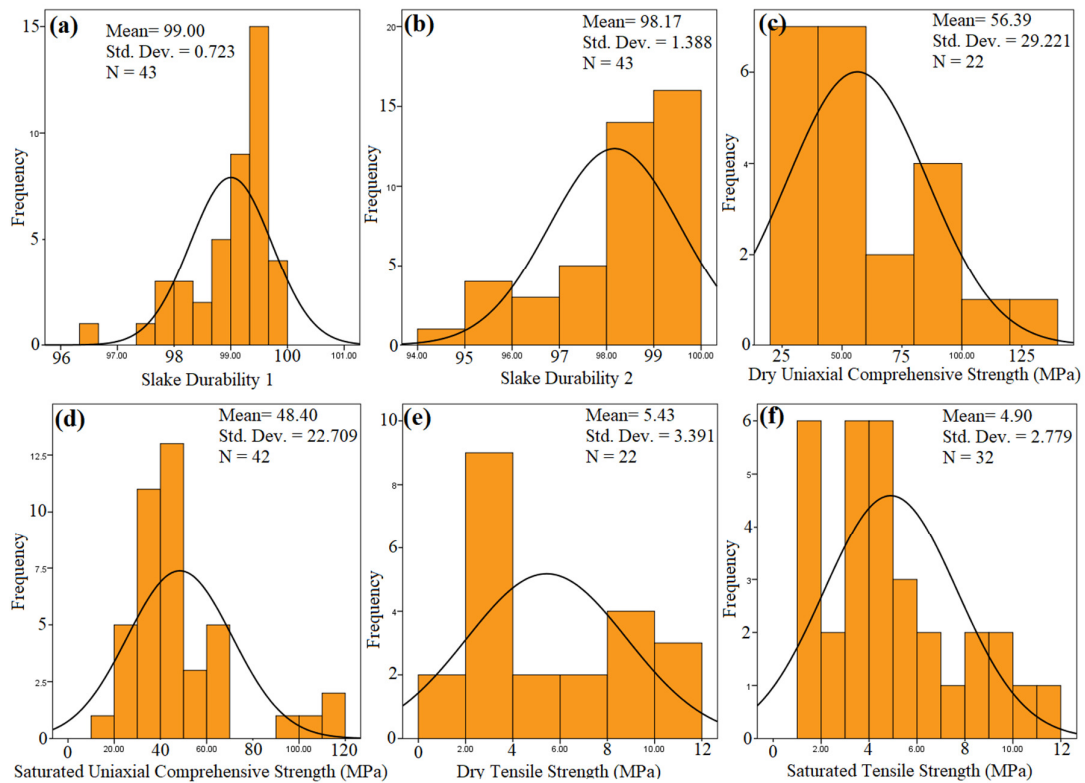 (a)
Mean= 99.00
Std. Dev. = 0.723
N = 43
15
10
5
0
Frequency
96 97.00 98 99.00 100 101.00
Slake Durability 1
(b)
Mean= 98.17
Std. Dev. = 1.388
N = 43
20
15
10
5
0
Frequency
94.00 95 96.00 97 98.00 99 100.00
Slake Durability 2
(c)
Mean= 56.39
Std. Dev. = 29.221
N = 22
6
4
2
0
Frequency
25 50.00 75 100.00 125
Dry Uniaxial Comprehensive Strength (MPa)
(d)
Mean= 48.40
Std. Dev. = 22.709
N = 42
12.5
10
7.5
5
2.5
0
Frequency
0 20.00 40 60.00 80 100.00 120
Saturated Uniaxial Comprehensive Strength (MPa)
(e)
Mean= 5.43
Std. Dev. = 3.391
N = 22
10
8
6
4
2
0
Frequency
0 2.00 4 6.00 8 10.00 12
Dry Tensile Strength (MPa)
(f)
Mean= 4.90
Std. Dev. = 2.779
N = 32
6
5
4
3
2
1
0
Frequency
0 2.00 4 6.00 8 10.00 12
Saturated Tensile Strength (MPa)